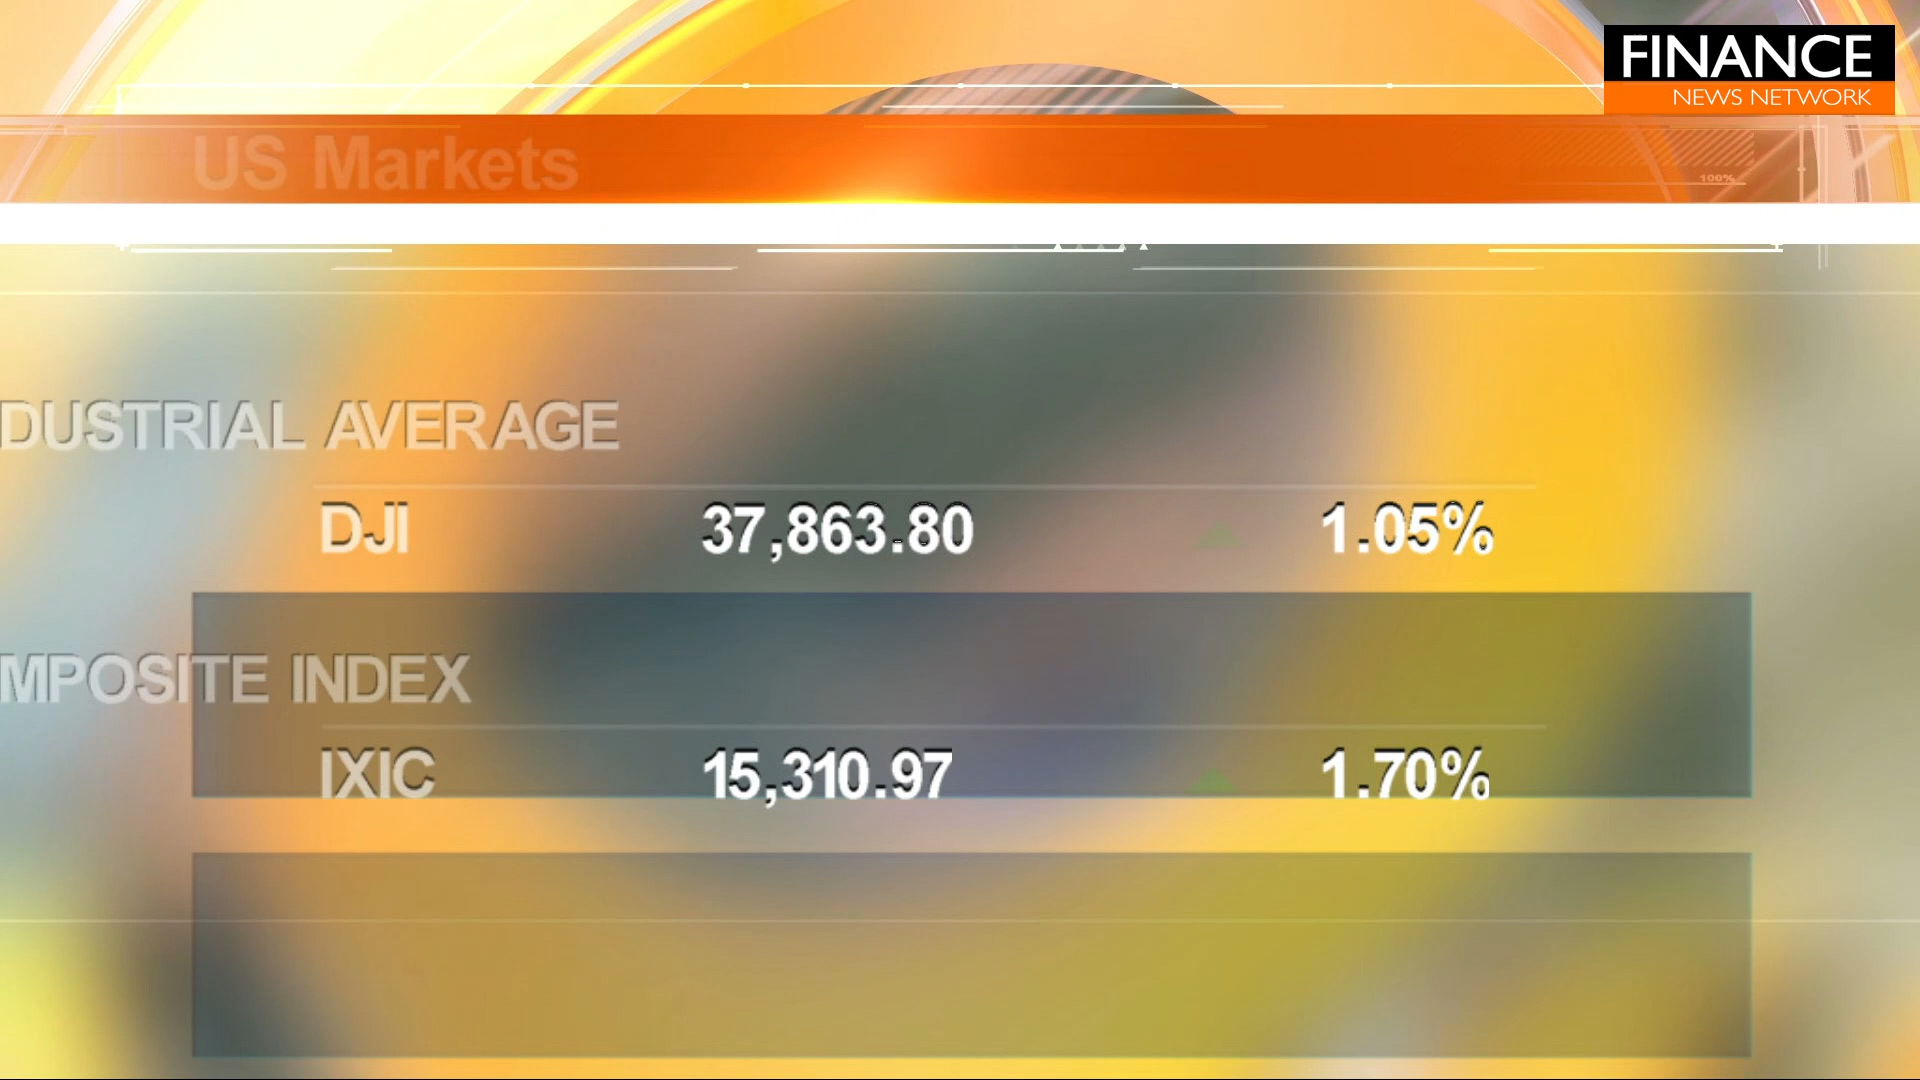 FINANCE
NEWS NETWORK
US Markets
100%
DUSTRIAL AVERAGE
DJI 37,863.80 1.05%
MPOSITE INDEX
IXIC 15,310.97 1.70%